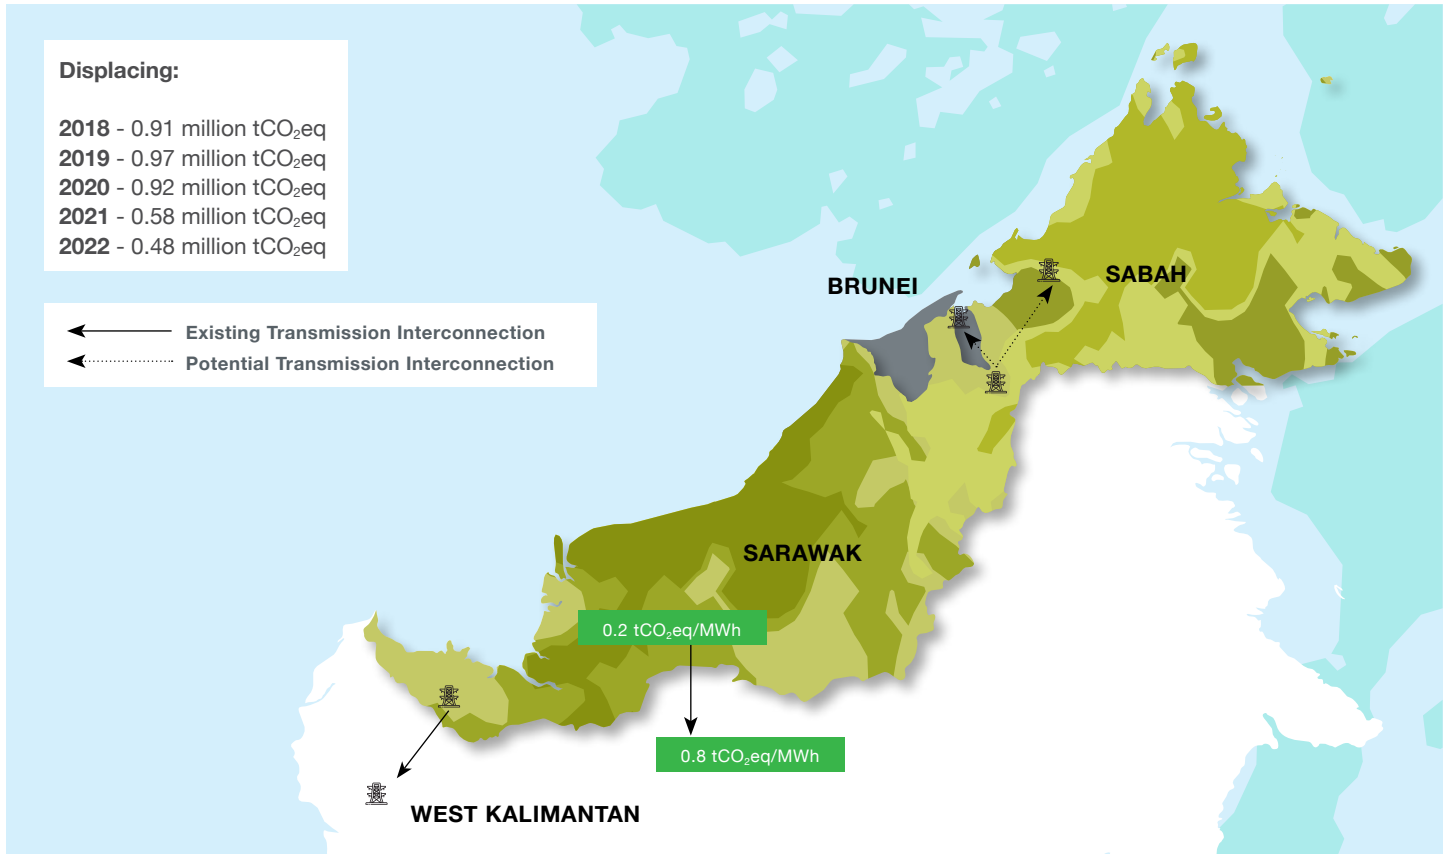 Displacing:
2018 - 0.91 million tCO₂eq
2019 - 0.97 million tCO₂eq
2020 - 0.92 million tCO₂eq
2021 - 0.58 million tCO₂eq
2022 - 0.48 million tCO₂eq
Existing Transmission Interconnection
Potential Transmission Interconnection
BRUNEI
SABAH
SARAWAK
0.2 tCO₂eq/MWh
0.8 tCO₂eq/MWh
WEST KALIMANTAN